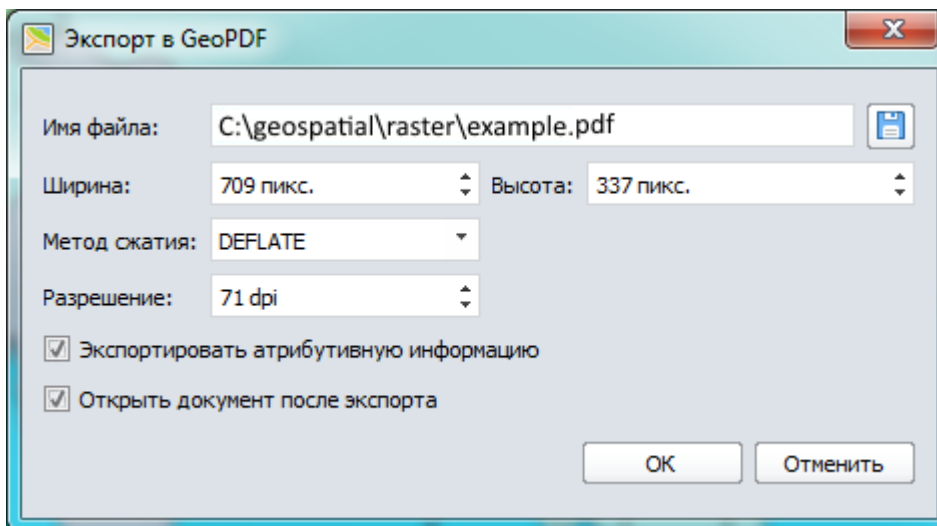 Экспорт в GeoPDF
Имя файла: C:\geospatial\raster\example.pdf
Ширина: 709 пикс. Высота: 337 пикс.
Метод сжатия: DEFLATE
Разрешение: 71 dpi
Экспортировать атрибутивную информацию
Открыть документ после экспорта
OK Отменить